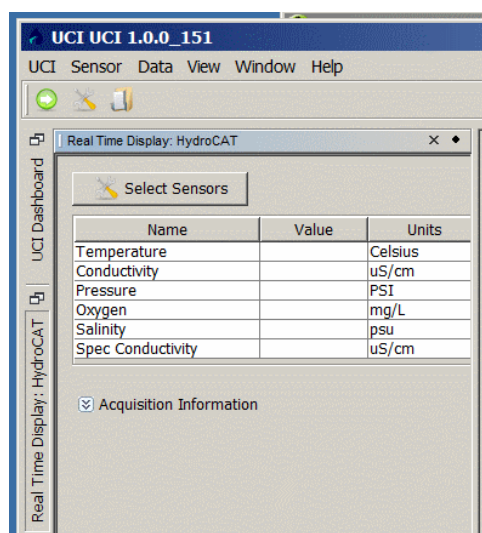 UCI UCI 1.0.0_151
UCI Sensor Data View Window Help
Real Time Display: HydroCAT
UCI Dashboard
Real Time Display: HydroCAT
Select Sensors
Name Value Units
Temperature Celsius
Conductivity uS/cm
Pressure PSI
Oxygen mg/L
Salinity psu
Spec Conductivity uS/cm
Acquisition Information